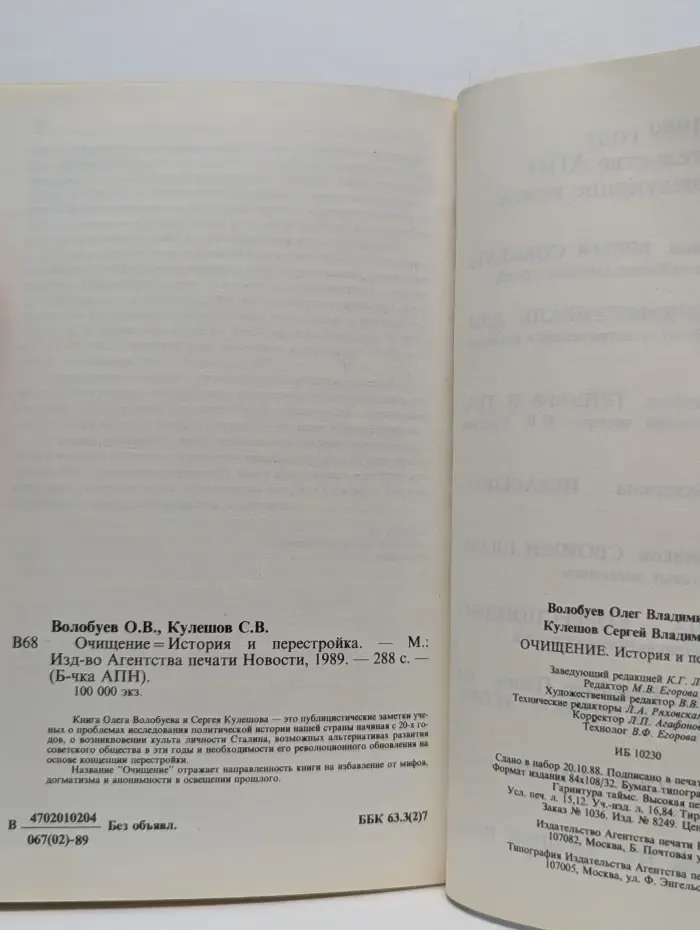 Волобуев О.В., Кулешов С.В.
В68 Очищение=История и перестройка. — М.:
Изд-во Агентства печати Новости, 1989. — 288 с. —
(Б-чка АПН).
100 000 экз.
Книга Олега Волобуева и Сергея Кулешова — это публицистические заметки уче-
ных о проблемах исследования политической истории нашей страны начиная с 20-х го-
дов, о возникновении культа личности Сталина, возможных альтернативах развития
советского общества в эти годы и необходимости его революционного обновления на
основе концепции перестройки.
Название "Очищение" отражает направленность книги на избавление от мифов,
догматизма и анонимности в освещении прошлого.
В 4702010204 Без объявл. ББК 63.3(2)7
067(02)-89
Волобуев Олег Владими
Кулешов Сергей Владим
ОЧИЩЕНИЕ. История и пе
Заведующий редакцией К.Г. Л
Редактор М.В. Егорова
Художественный редактор В.В.
Технические редакторы Л.А. Ряховская
Корректор Л.П. Агафонов
Технолог В.Ф. Егорова
ИБ 10230
Сдано в набор 20.10.88. Подписано в печат
Формат издания 84х108/32. Бумага типогра
Гарнитура таймс. Высокая пе
Усл. печ. л. 15,12. Уч.-изд. л. 16,84. Тир
Заказ № 1036. Изд. № 8249. Цен
Издательство Агентства печати Н
107082, Москва, Б. Почтовая у
Типография Издательства Агентства пе
107005, Москва, ул. Ф. Энгельс